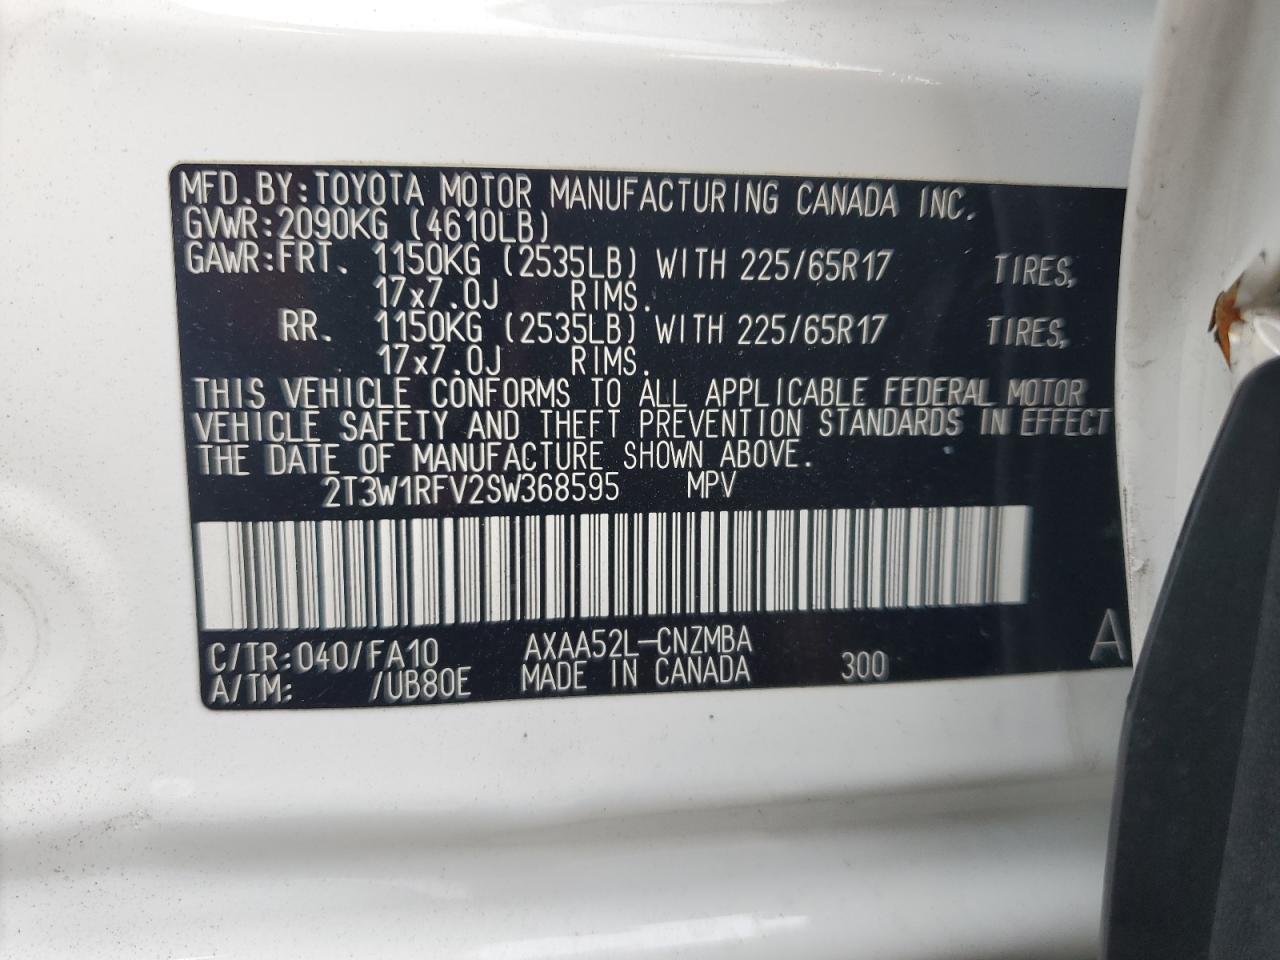 MFD.BY:TOYOTA MOTOR MANUFACTURING CANADA INC.
GVWR:2090KG (4610LB)
GAWR:FRT. 1150KG (2535LB) WITH 225/65R17 TIRES,
17x7.0J RIMS.
RR. 1150KG (2535LB) WITH 225/65R17 TIRES,
17x7.0J RIMS.
THIS VEHICLE CONFORMS TO ALL APPLICABLE FEDERAL MOTOR
VEHICLE SAFETY AND THEFT PREVENTION STANDARDS IN EFFECT
THE DATE OF MANUFACTURE SHOWN ABOVE.
2T3W1RFV2SW368595 MPV
C/TR:040/FA10 AXAA52L-CNZMBA
A/TM: /UB80E MADE IN CANADA 300 A